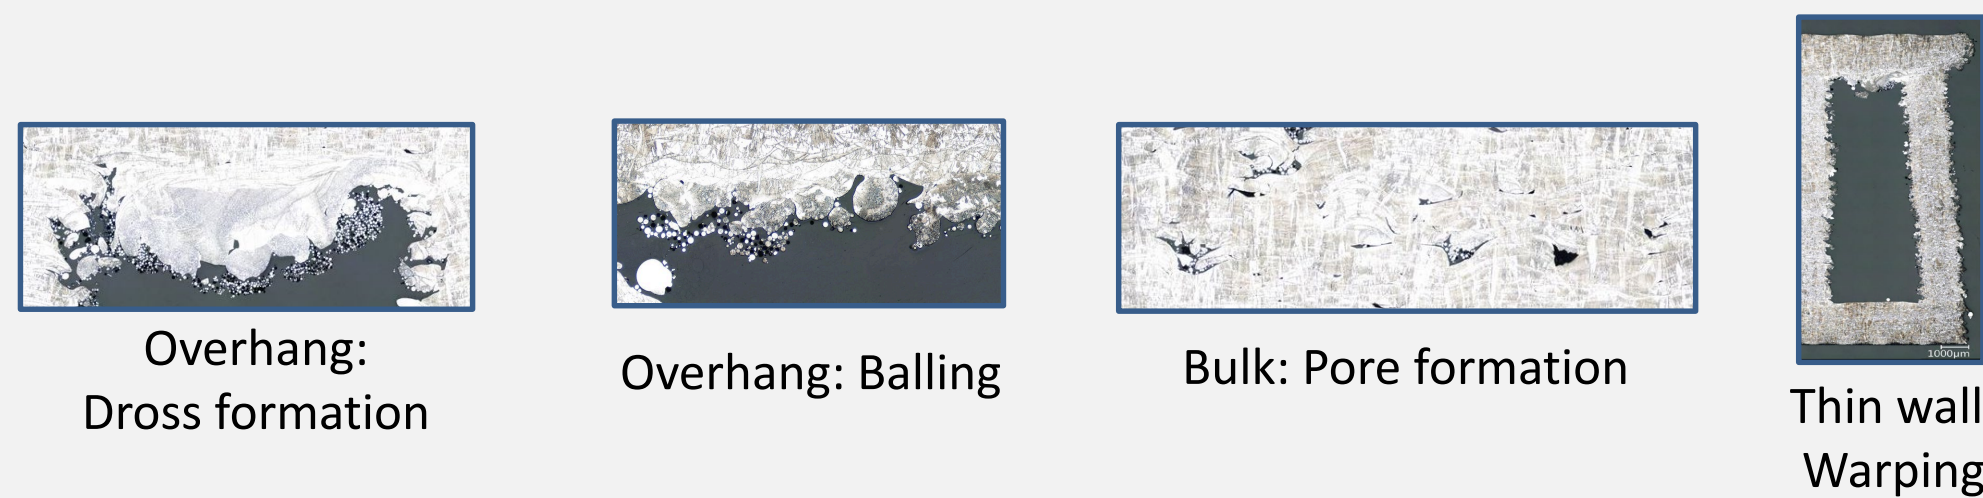 Overhang:
Dross formation
Overhang: Balling
Bulk: Pore formation
1000µm
Thin wall
Warping